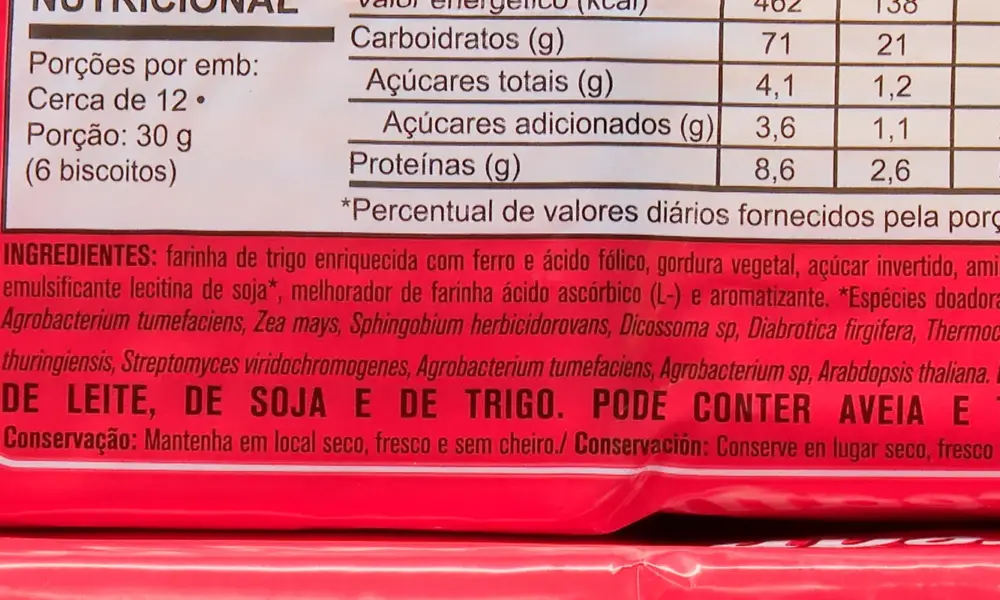 NUTRICIONAL
Porções por emb:
Cerca de 12 •
Porção: 30 g
(6 biscoitos)
Valor energético (kcal) 462 138
Carboidratos (g) 71 21
Açúcares totais (g) 4,1 1,2
Açúcares adicionados (g) 3,6 1,1
Proteínas (g) 8,6 2,6
*Percentual de valores diários fornecidos pela porç
INGREDIENTES: farinha de trigo enriquecida com ferro e ácido fólico, gordura vegetal, açúcar invertido, ami
emulsificante lecitina de soja*, melhorador de farinha ácido ascórbico (L-) e aromatizante. *Espécies doadora
Agrobacterium tumefaciens, Zea mays, Sphingobium herbicidorovans, Dicossoma sp, Diabrotica firgifera, Thermoc
thuringiensis, Streptomyces viridochromogenes, Agrobacterium tumefaciens, Agrobacterium sp, Arabdopsis thaliana.
DE LEITE, DE SOJA E DE TRIGO. PODE CONTER AVEIA E
Conservação: Mantenha em local seco, fresco e sem cheiro./ Conservación: Conserve en lugar seco, fresco